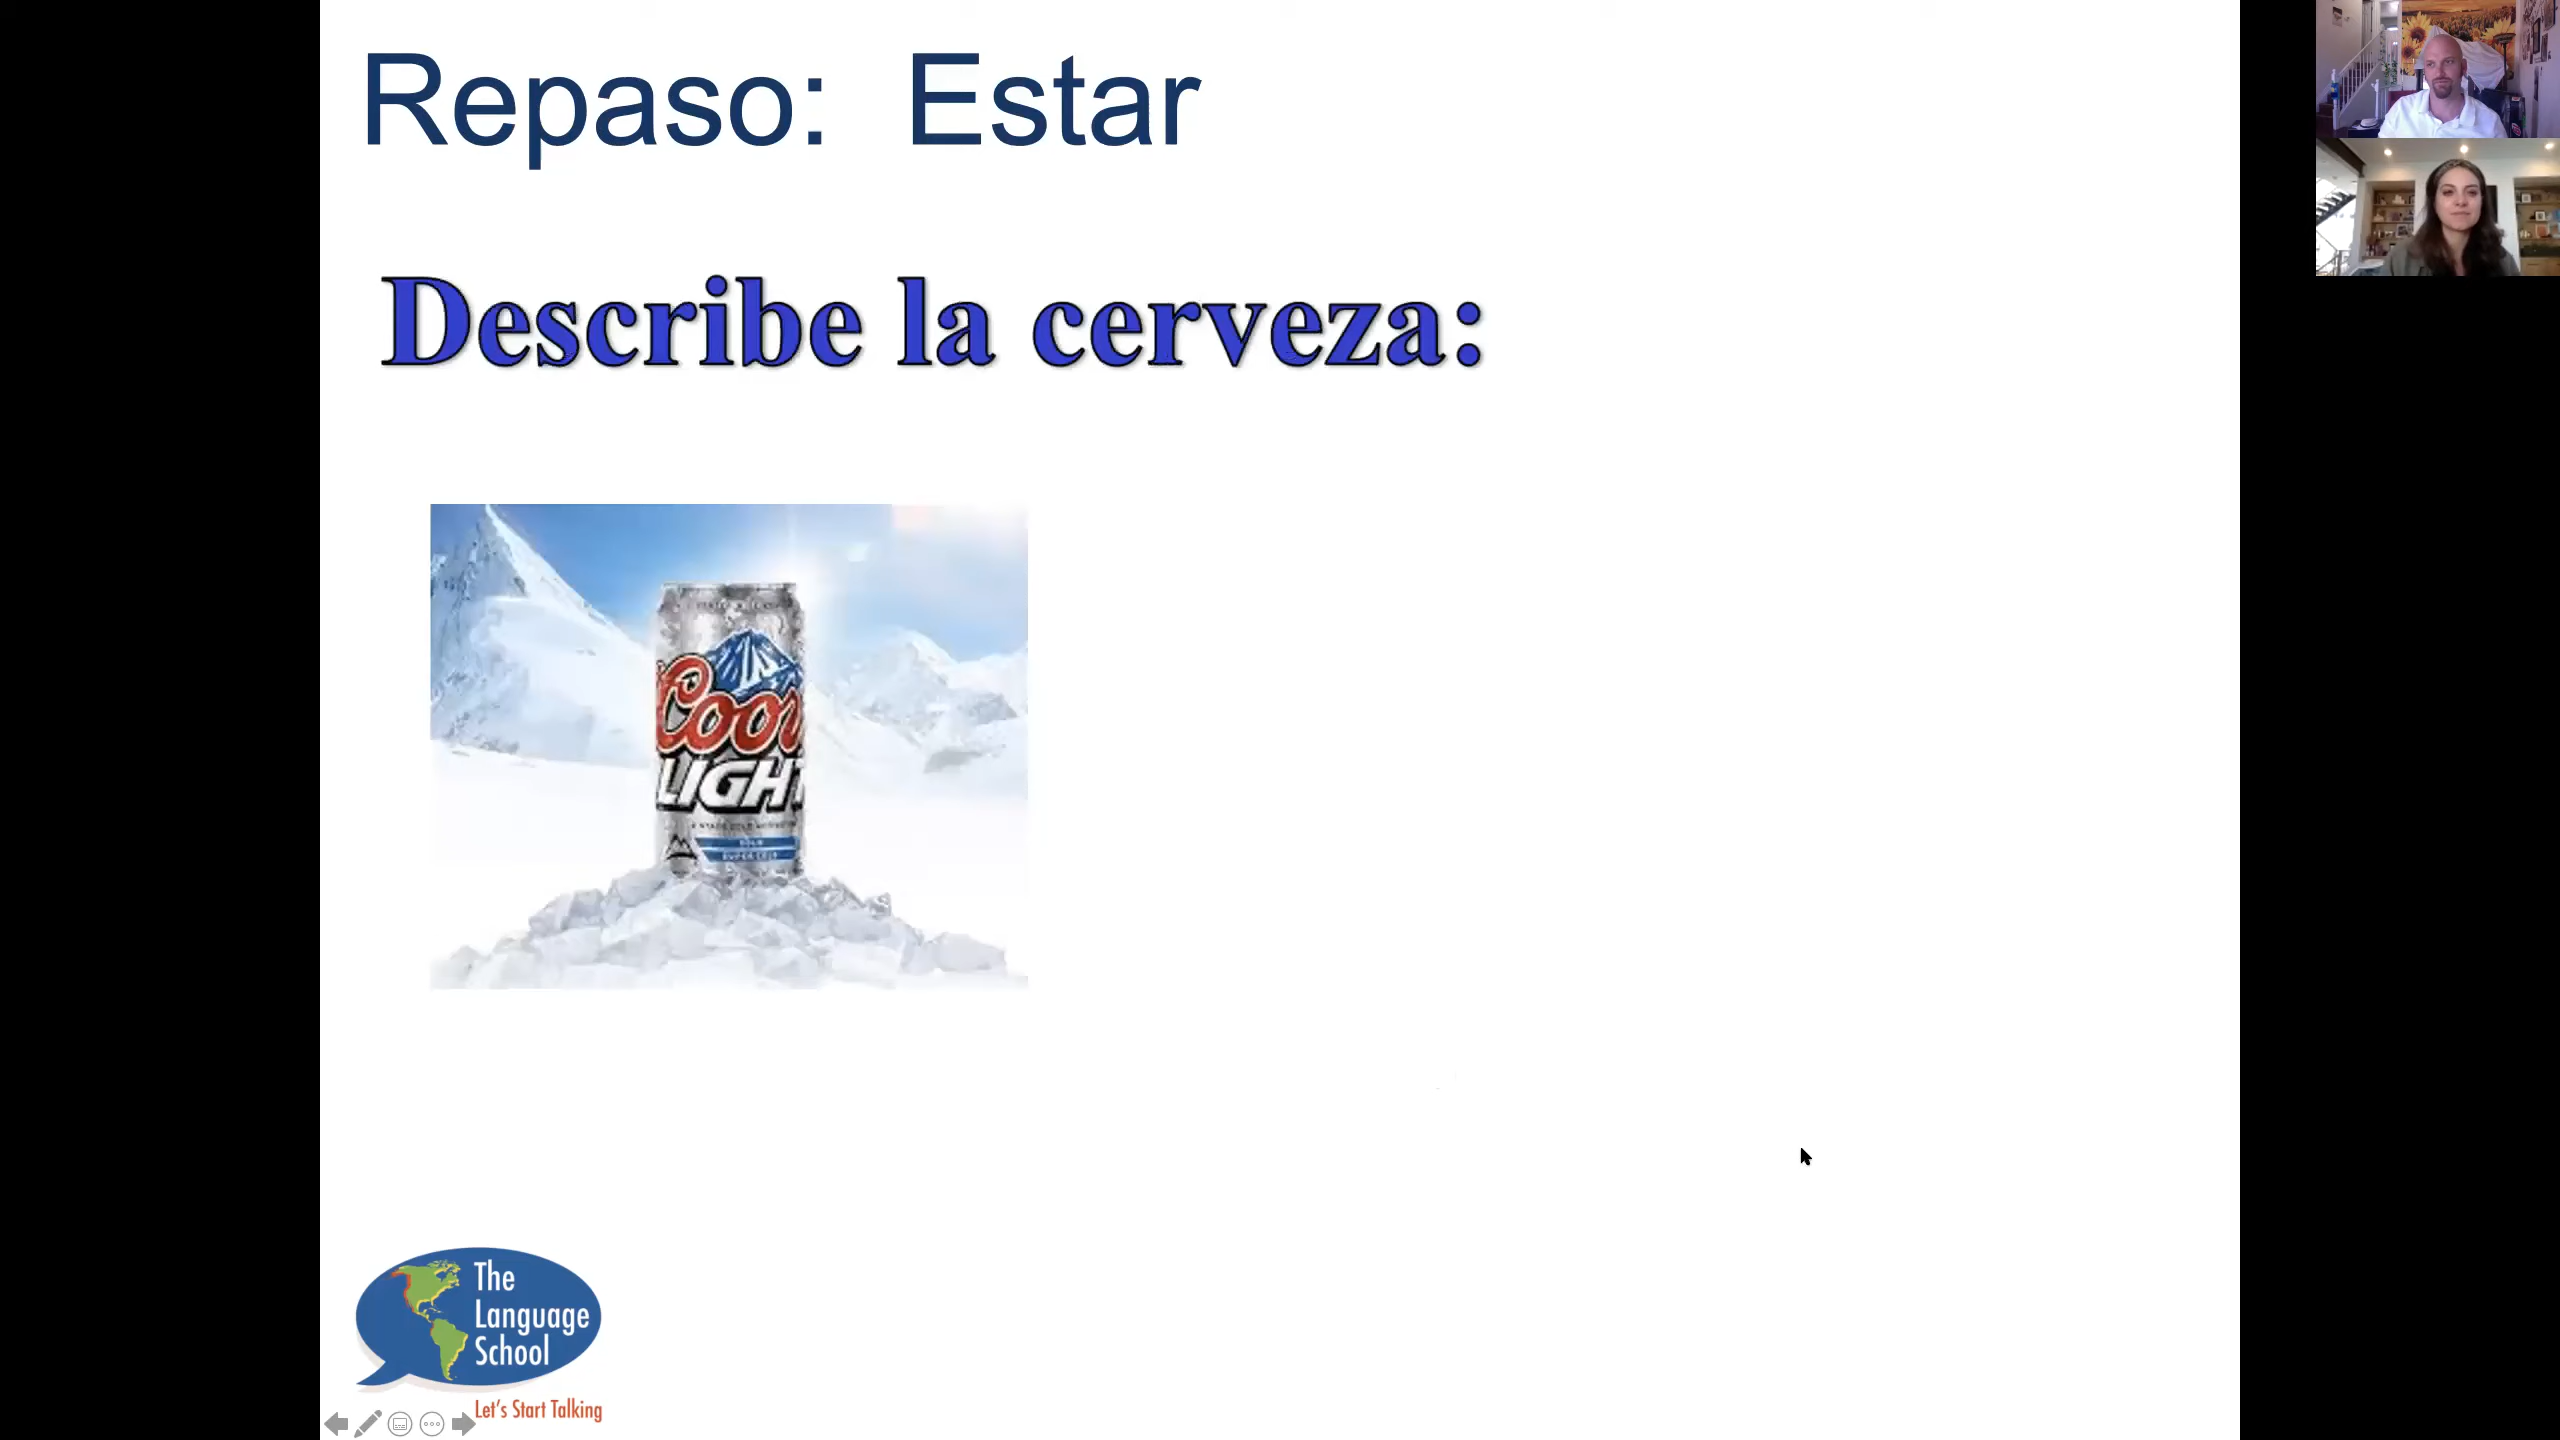 Repaso: Estar
Describe la cerveza:
Coors
LIGHT
The
Language
School
Let's Start Talking